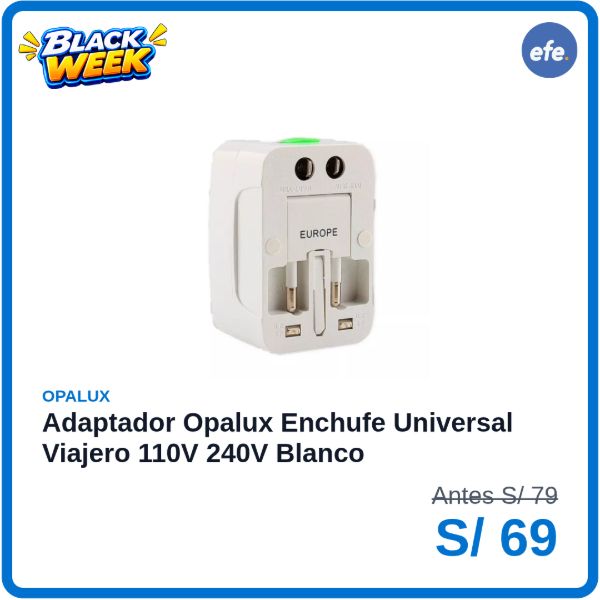 BLACK
WEEK
efe.
EUROPE
OPALUX
Adaptador Opalux Enchufe Universal
Viajero 110V 240V Blanco
Antes S/ 79
S/ 69